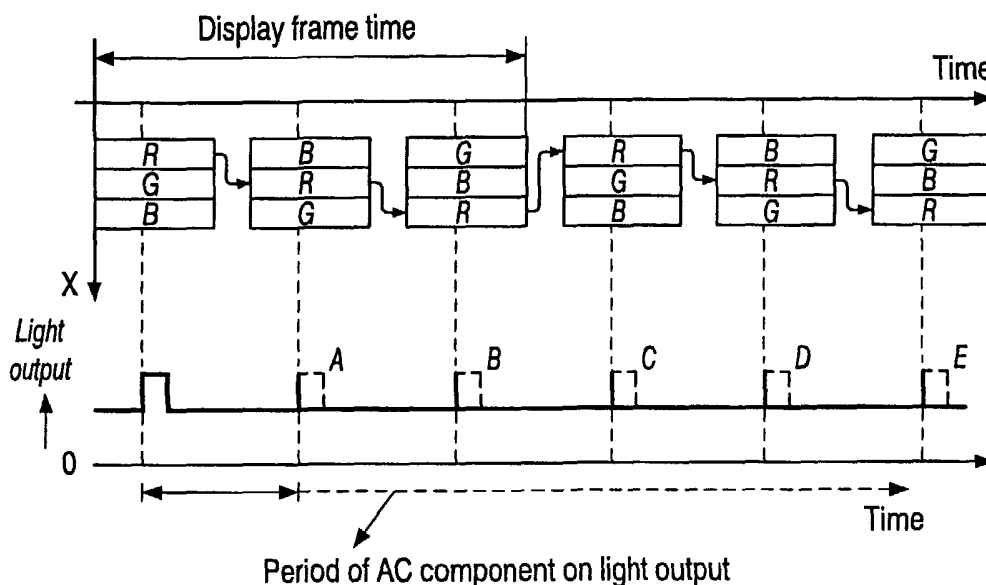 Display frame time
Time
R B G R B G
G R B G R B
B G R B G R
X
Light
output
A B C D E
0
Time
Period of AC component on light output